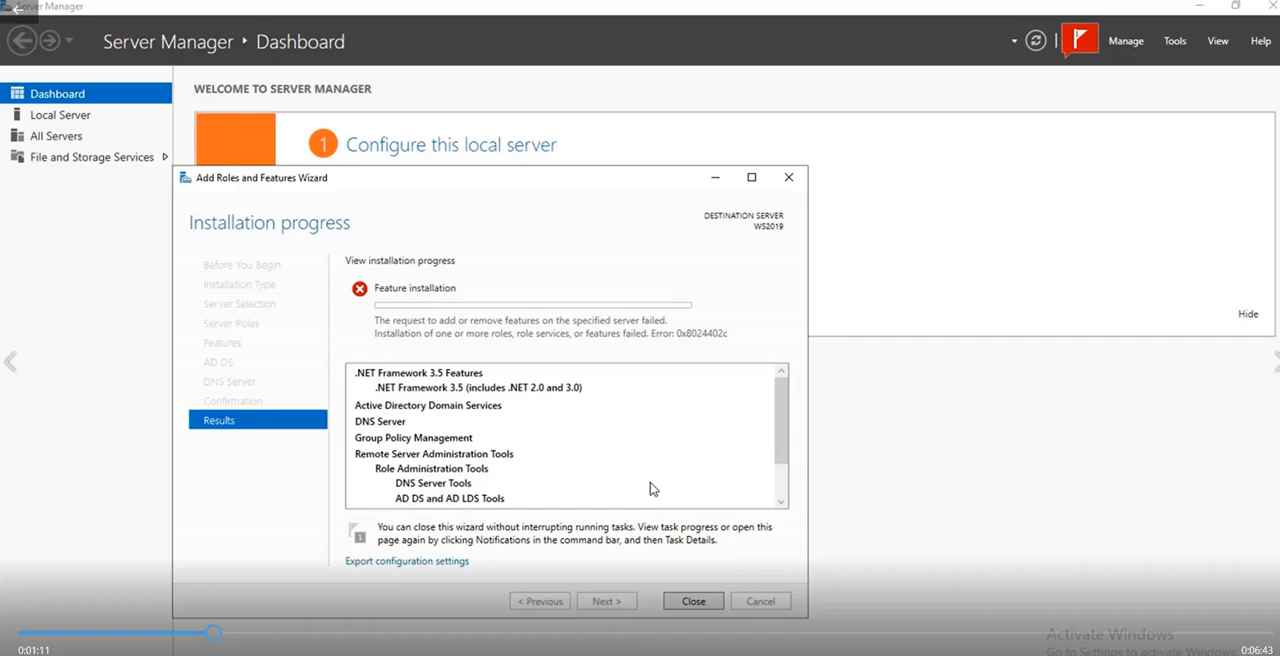 Server Manager
Server Manager Dashboard
Manage Tools View Help
Dashboard
Local Server
All Servers
File and Storage Services
WELCOME TO SERVER MANAGER
1 Configure this local server
Hide
Add Roles and Features Wizard
Installation progress
DESTINATION SERVER
WS2019
Before You Begin
Installation Type
Server Selection
Server Roles
Features
AD DS
DNS Server
Confirmation
Results
View installation progress
Feature installation
The request to add or remove features on the specified server failed.
Installation of one or more roles, role services, or features failed. Error: 0x8024402c
.NET Framework 3.5 Features
.NET Framework 3.5 (includes .NET 2.0 and 3.0)
Active Directory Domain Services
DNS Server
Group Policy Management
Remote Server Administration Tools
Role Administration Tools
DNS Server Tools
AD DS and AD LDS Tools
1
You can close this wizard without interrupting running tasks. View task progress or open this
page again by clicking Notifications in the command bar, and then Task Details.
Export configuration settings
< Previous Next > Close Cancel
Activate Windows
Go to Settings to activate Windows.
0:01:11
0:06:43